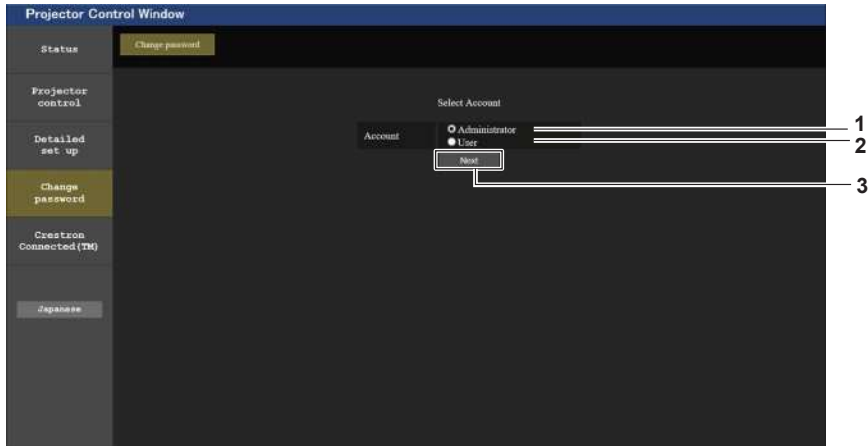 Projector Control Window
Status
Change password
Projector
control
Select Account
Account
Administrator
User
1
2
Detailed
set up
Next
3
Change
password
Crestron
Connected(TM)
Japanese